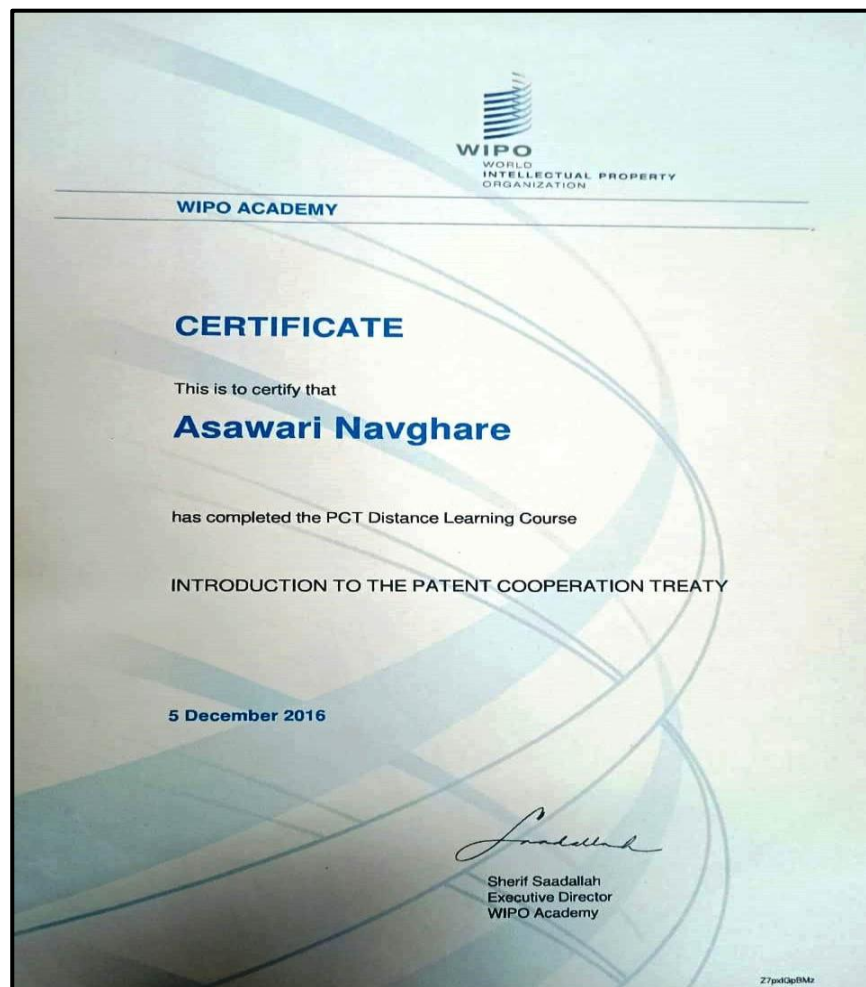 WIPO
WORLD
INTELLECTUAL PROPERTY
ORGANIZATION
WIPO ACADEMY
CERTIFICATE
This is to certify that
Asawari Navghare
has completed the PCT Distance Learning Course
INTRODUCTION TO THE PATENT COOPERATION TREATY
5 December 2016
Saadallah
Sherif Saadallah
Executive Director
WIPO Academy